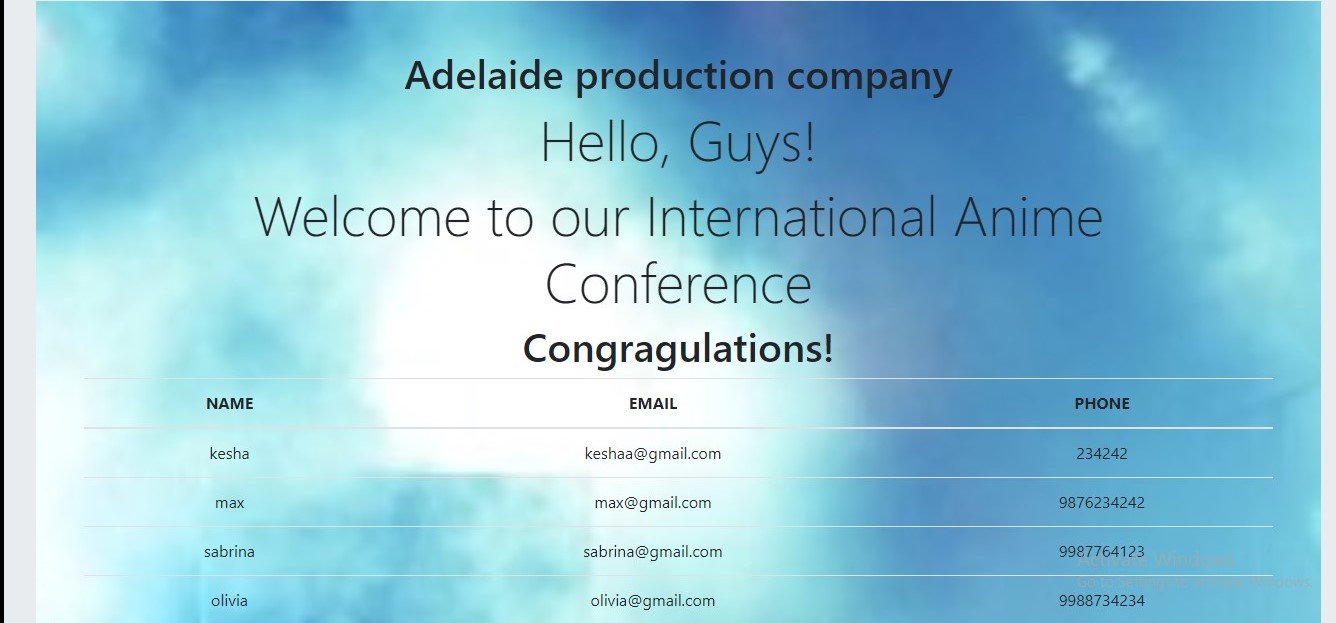 Adelaide production company
Hello, Guys!
Welcome to our International Anime
Conference
Congragulations!
NAME EMAIL PHONE
kesha keshaa@gmail.com 234242
max max@gmail.com 9876234242
sabrina sabrina@gmail.com 9987764123
Activate Windows
olivia olivia@gmail.com 9988734234